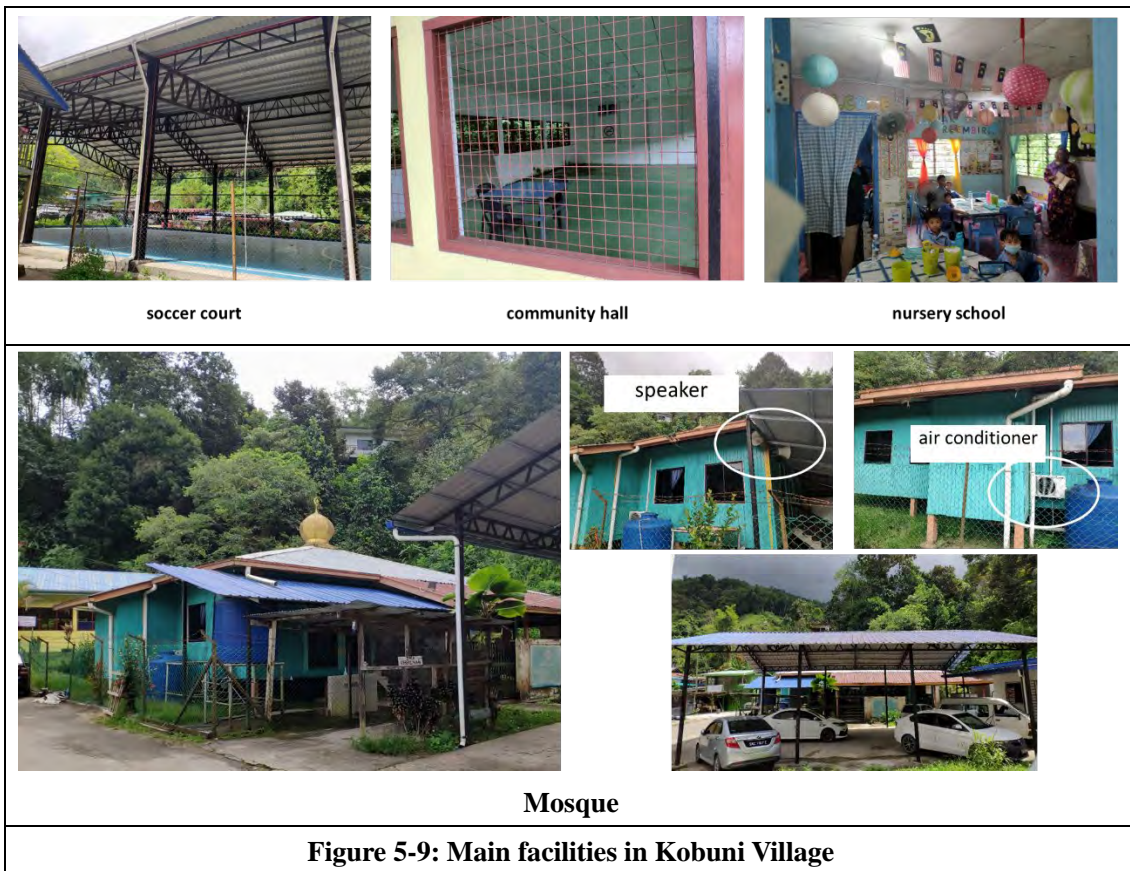 soccer court
community hall
nursery school
speaker
air conditioner
Mosque
Figure 5-9: Main facilities in Kobuni Village